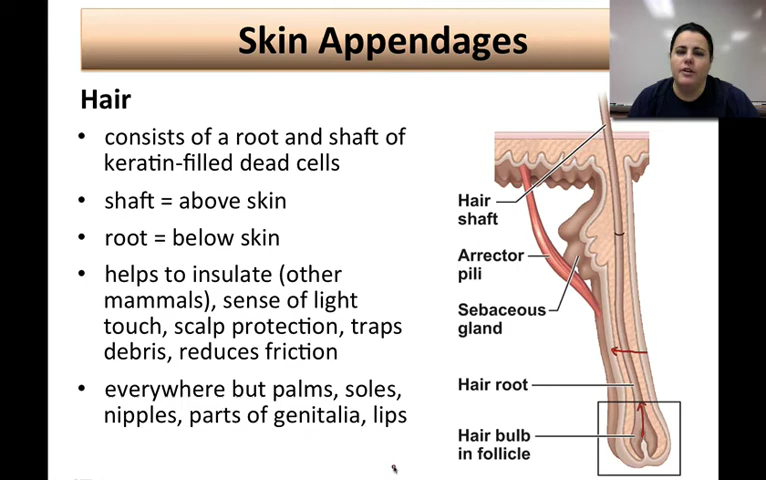 Skin Appendages
Hair
• consists of a root and shaft of
keratin-filled dead cells
• shaft = above skin
• root = below skin
• helps to insulate (other
mammals), sense of light
touch, scalp protection, traps
debris, reduces friction
• everywhere but palms, soles,
nipples, parts of genitalia, lips
Hair
shaft
Arrector
pili
Sebaceous
gland
Hair root
Hair bulb
in follicle